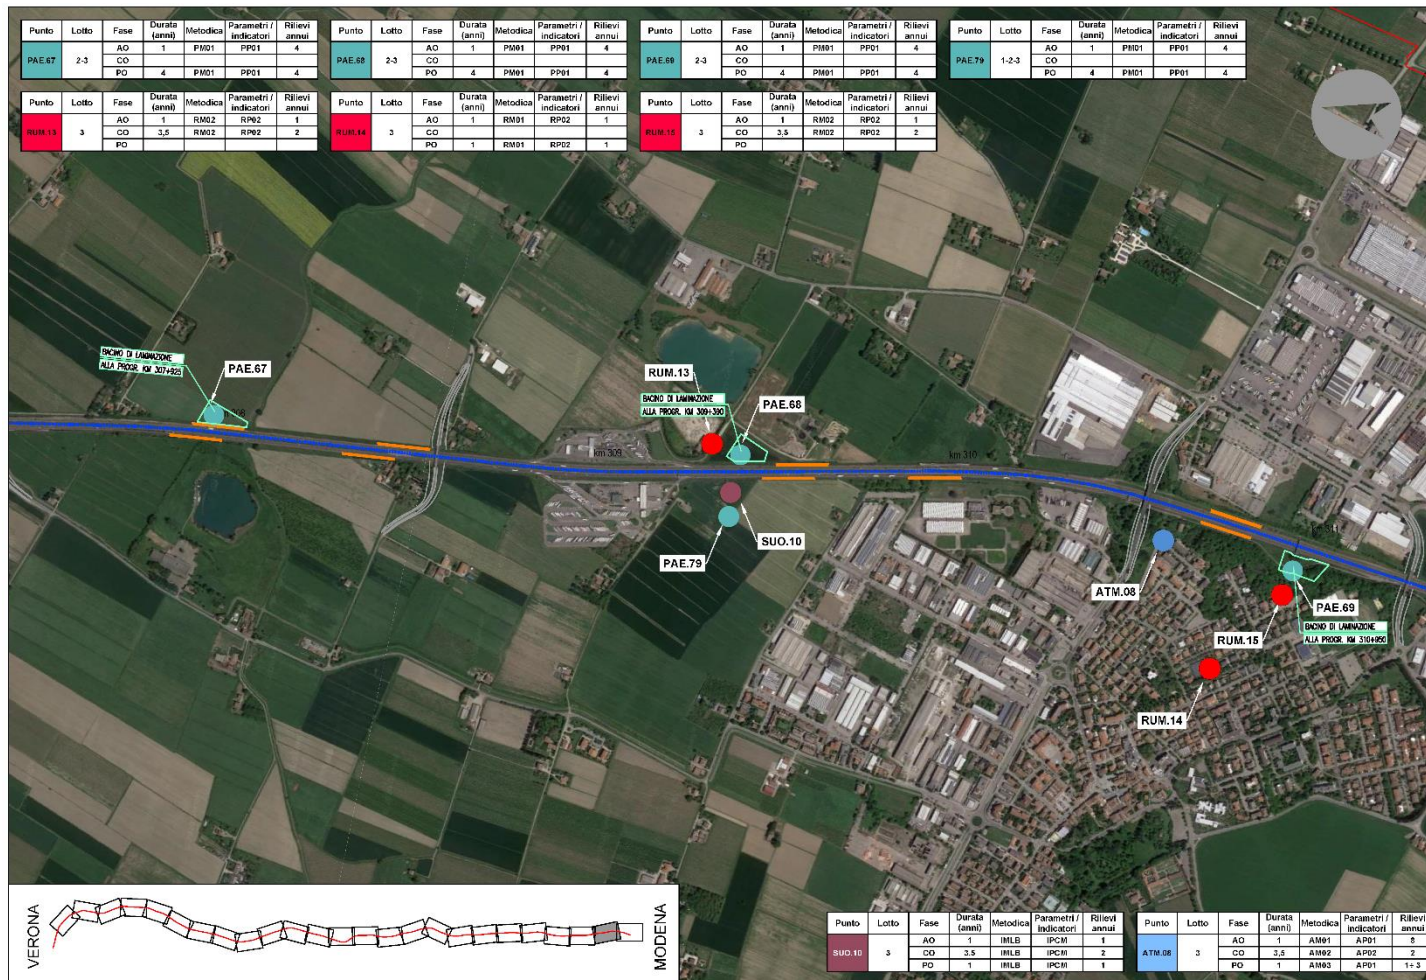 Punto Lotto Fase Durata (anni) Metodica Parametri / indicatori Rilievi annui
PAE.67 2-3 AO 1 PM01 PP01 4
CO
PO 4 PM01 PP01 4
Punto Lotto Fase Durata (anni) Metodica Parametri / indicatori Rilievi annui
PAE.68 2-3 AO 1 PM01 PP01 4
CO
PO 4 PM01 PP01 4
Punto Lotto Fase Durata (anni) Metodica Parametri / indicatori Rilievi annui
PAE.69 2-3 AO 1 PM01 PP01 4
CO
PO 4 PM01 PP01 4
Punto Lotto Fase Durata (anni) Metodica Parametri / indicatori Rilievi annui
PAE.79 1-2-3 AO 1 PM01 PP01 4
CO
PO 4 PM01 PP01 4
Punto Lotto Fase Durata (anni) Metodica Parametri / indicatori Rilievi annui
RUM.13 3 AO 1 RM02 RP02 1
CO 3,5 RM02 RP02 2
PO
Punto Lotto Fase Durata (anni) Metodica Parametri / indicatori Rilievi annui
RUM.14 3 AO 1 RM01 RP02 1
CO
PO 1 RM01 RP02 1
Punto Lotto Fase Durata (anni) Metodica Parametri / indicatori Rilievi annui
RUM.15 3 AO 1 RM02 RP02 1
CO 3,5 RM02 RP02 2
PO
BACINO DI LAMINAZIONE
ALLA PROGR. KM 307+925
PAE.67
RUM.13
BACINO DI LAMINAZIONE
ALLA PROGR. KM 309+390
PAE.68
km 309
km 310
SUO.10
PAE.79
ATM.08
PAE.69
BACINO DI LAMINAZIONE
ALLA PROGR. KM 310+950
RUM.15
RUM.14
VERONA
MODENA
Punto Lotto Fase Durata (anni) Metodica Parametri / indicatori Rilievi annui
SUO.10 3 AO 1 IMLB IPCM 1
CO 3,5 IMLB IPCM 2
PO 1 IMLB IPCM 1
Punto Lotto Fase Durata (anni) Metodica Parametri / indicatori Rilievi annui
ATM.08 3 AO 1 AM01 AP01 8
CO 3,5 AM02 AP02 2
PO 1 AM03 AP01 1÷3